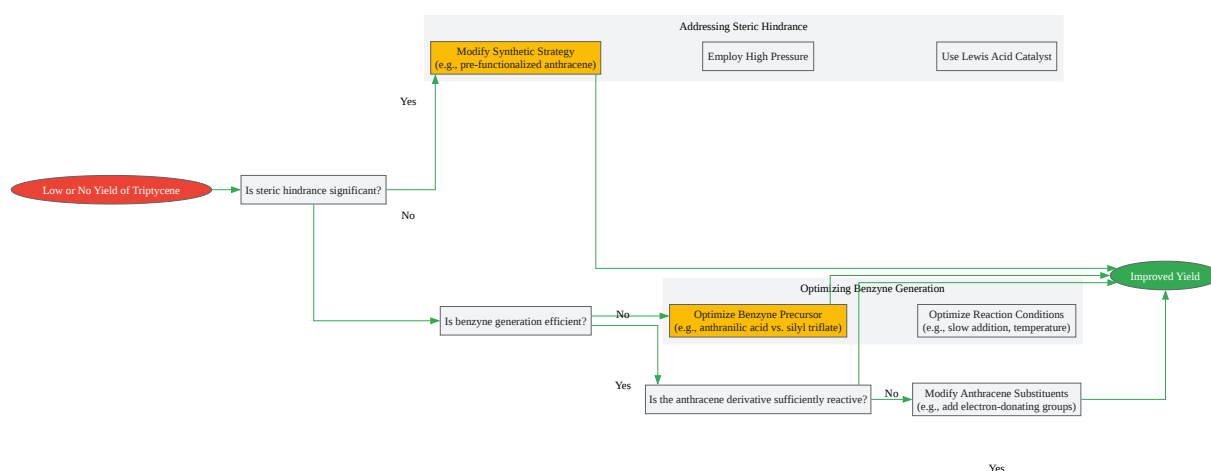 Addressing Steric Hindrance
Modify Synthetic Strategy
(e.g., pre-functionalized anthracene)
Employ High Pressure
Use Lewis Acid Catalyst
Yes
Low or No Yield of Triptycene
Is steric hindrance significant?
No
Improved Yield
Optimizing Benzyne Generation
Is benzyne generation efficient?
No
Optimize Benzyne Precursor
(e.g., anthranilic acid vs. silyl triflate)
Optimize Reaction Conditions
(e.g., slow addition, temperature)
Yes
Is the anthracene derivative sufficiently reactive?
No
Modify Anthracene Substituents
(e.g., add electron-donating groups)
Yes